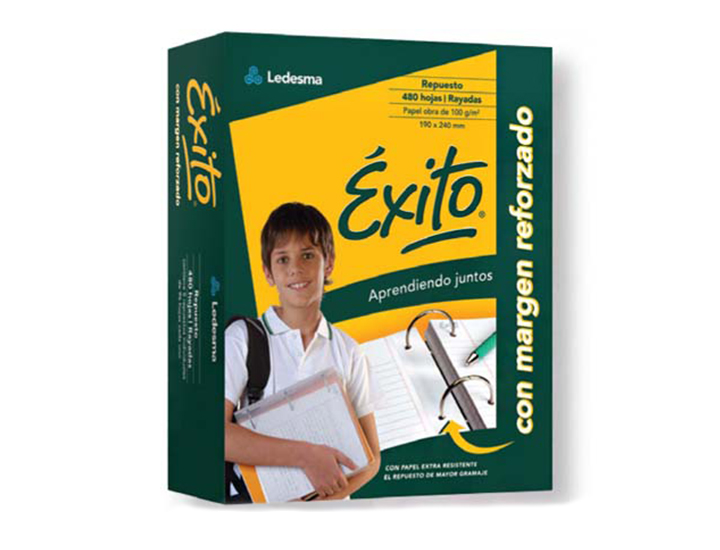 Ledesma
Repuesto
480 hojas | Rayadas
Papel obra de 100 g/m²
190 x 240 mm
Éxito®
Aprendiendo juntos
con margen reforzado
CON PAPEL EXTRA RESISTENTE
EL REPUESTO DE MAYOR GRAMAJE
Éxito®
con margen reforzado
Repuesto
480 hojas | Rayadas
Ledesma